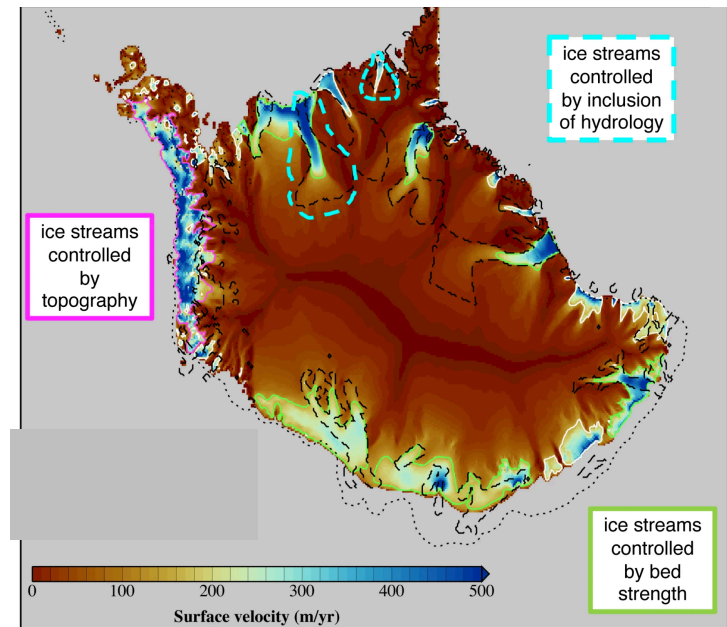 ice streams
controlled
by inclusion
of hydrology
ice streams
controlled
by
topography
ice streams
controlled
by bed
strength
0 100 200 300 400 500
Surface velocity (m/yr)